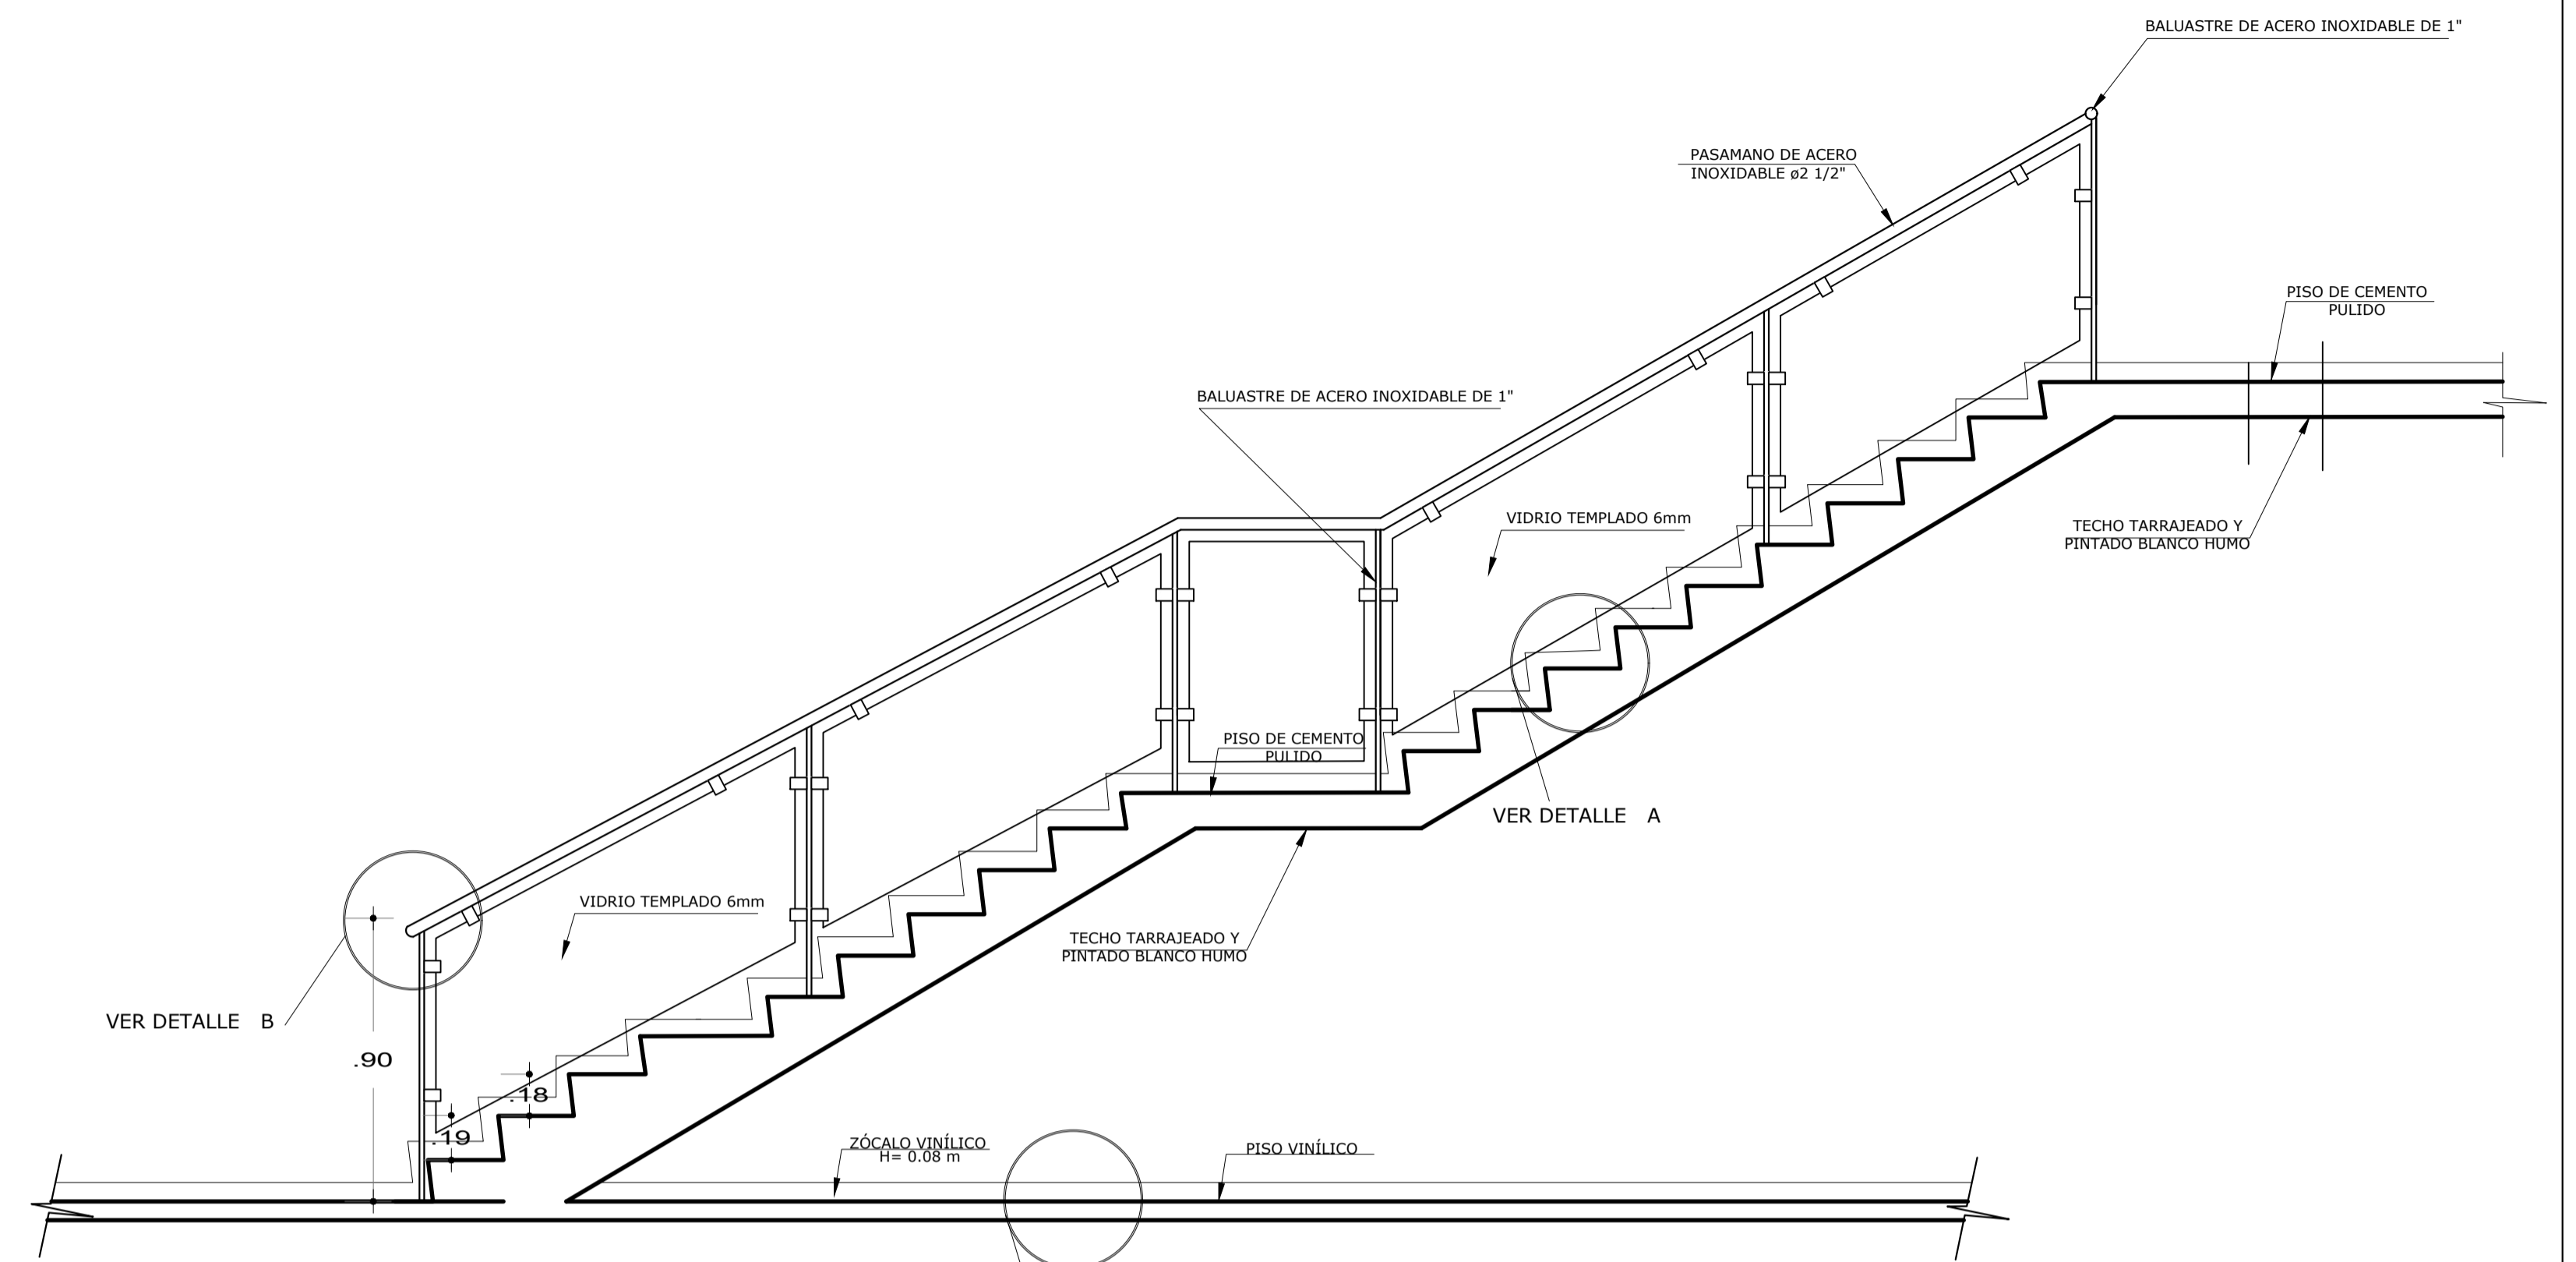 BALUASTRE DE ACERO INOXIDABLE DE 1"
PASAMANO DE ACERO
INOXIDABLE ø2 1/2"
PISO DE CEMENTO
PULIDO
BALUASTRE DE ACERO INOXIDABLE DE 1"
VIDRIO TEMPLADO 6mm
TECHO TARRAJEADO Y
PINTADO BLANCO HUMO
PISO DE CEMENTO
PULIDO
VER DETALLE A
VIDRIO TEMPLADO 6mm
TECHO TARRAJEADO Y
PINTADO BLANCO HUMO
VER DETALLE B
.90
.18
.19
ZÓCALO VINÍLICO
H= 0.08 m
PISO VINÍLICO